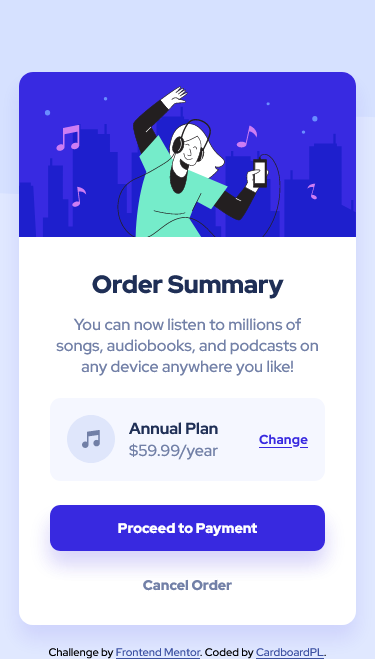 Order Summary
You can now listen to millions of
songs, audiobooks, and podcasts on
any device anywhere you like!
Annual Plan
$59.99/year
Change
Proceed to Payment
Cancel Order
Challenge by Frontend Mentor. Coded by CardboardPL.